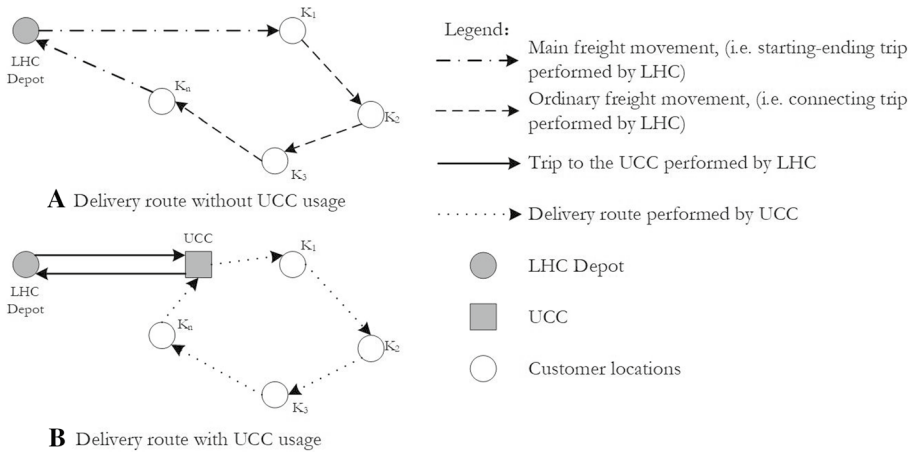 LHC
Depot
K1
K2
K3
Kn
A Delivery route without UCC usage
LHC
Depot
UCC
K1
K2
K3
Kn
B Delivery route with UCC usage
Legend:
Main freight movement, (i.e. starting-ending trip
performed by LHC)
Ordinary freight movement, (i.e. connecting trip
performed by LHC)
Trip to the UCC performed by LHC
Delivery route performed by UCC
LHC Depot
UCC
Customer locations